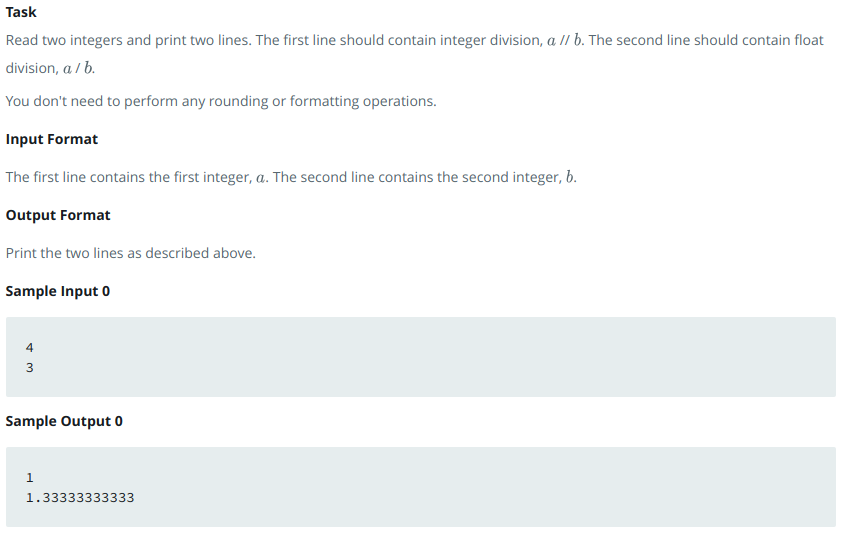 Task
Read two integers and print two lines. The first line should contain integer division, a // b. The second line should contain float
division, a / b.
You don't need to perform any rounding or formatting operations.
Input Format
The first line contains the first integer, a. The second line contains the second integer, b.
Output Format
Print the two lines as described above.
Sample Input 0
4
3
Sample Output 0
1
1.33333333333